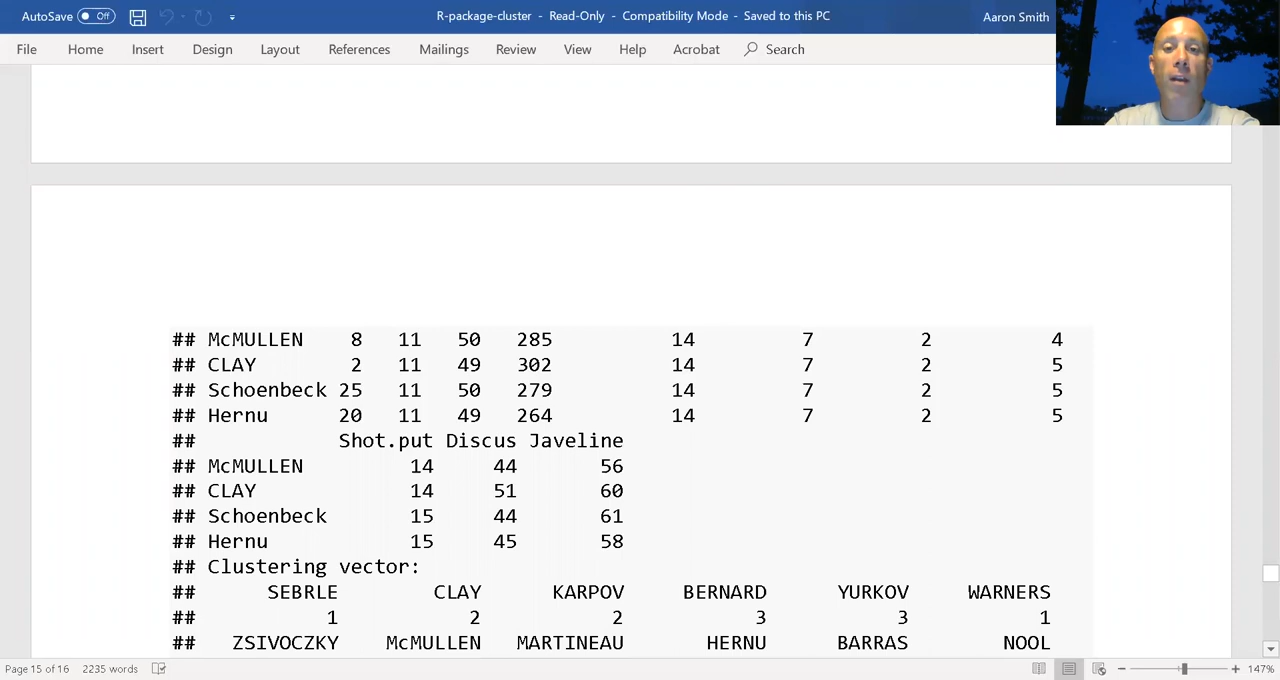 AutoSave Off R-package-cluster - Read-Only - Compatibility Mode - Saved to this PC Aaron Smith
File Home Insert Design Layout References Mailings Review View Help Acrobat Search
## McMULLEN 8 11 50 285 14 7 2 4
## CLAY 2 11 49 302 14 7 2 5
## Schoenbeck 25 11 50 279 14 7 2 5
## Hernu 20 11 49 264 14 7 2 5
## Shot.put Discus Javeline
## McMULLEN 14 44 56
## CLAY 14 51 60
## Schoenbeck 15 44 61
## Hernu 15 45 58
## Clustering vector:
## SEBRLE CLAY KARPOV BERNARD YURKOV WARNERS
## 1 2 2 3 3 1
## ZSIVOCZKY McMULLEN MARTINEAU HERNU BARRAS NOOL
Page 15 of 16 2235 words 147%